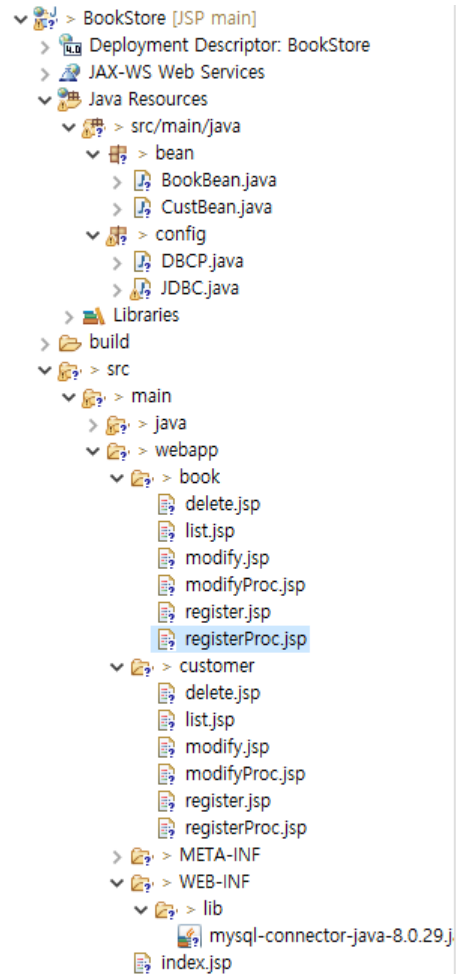 > BookStore [JSP main]
Deployment Descriptor: BookStore
JAX-WS Web Services
Java Resources
> src/main/java
> bean
BookBean.java
CustBean.java
> config
DBCP.java
JDBC.java
Libraries
build
> src
> main
> java
> webapp
> book
delete.jsp
list.jsp
modify.jsp
modifyProc.jsp
register.jsp
registerProc.jsp
> customer
delete.jsp
list.jsp
modify.jsp
modifyProc.jsp
register.jsp
registerProc.jsp
> META-INF
> WEB-INF
> lib
mysql-connector-java-8.0.29.j
index.jsp